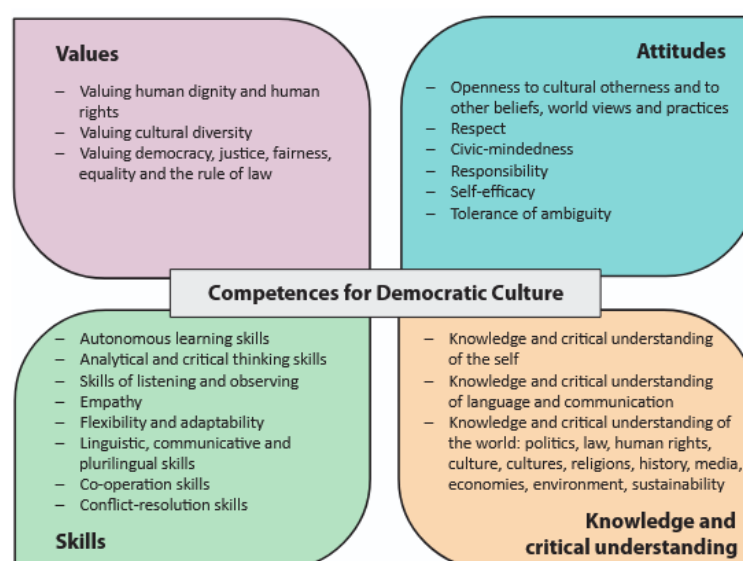 Values
– Valuing human dignity and human
rights
– Valuing cultural diversity
– Valuing democracy, justice, fairness,
equality and the rule of law
Attitudes
– Openness to cultural otherness and to
other beliefs, world views and practices
– Respect
– Civic-mindedness
– Responsibility
– Self-efficacy
– Tolerance of ambiguity
Competences for Democratic Culture
– Autonomous learning skills
– Analytical and critical thinking skills
– Skills of listening and observing
– Empathy
– Flexibility and adaptability
– Linguistic, communicative and
plurilingual skills
– Co-operation skills
– Conflict-resolution skills
Skills
– Knowledge and critical understanding
of the self
– Knowledge and critical understanding
of language and communication
– Knowledge and critical understanding of
the world: politics, law, human rights,
culture, cultures, religions, history, media,
economies, environment, sustainability
Knowledge and
critical understanding